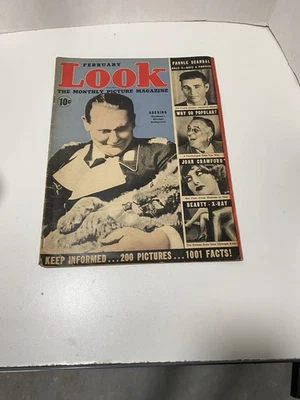 FEBRUARY
Look
THE MONTHLY PICTURE MAGAZINE
10¢
GOERING
PAROLE SCANDAL
WHY SO POPULAR?
JOAN CRAWFORD
BEAUTY X-RAY
KEEP INFORMED...200 PICTURES...1001 FACTS!